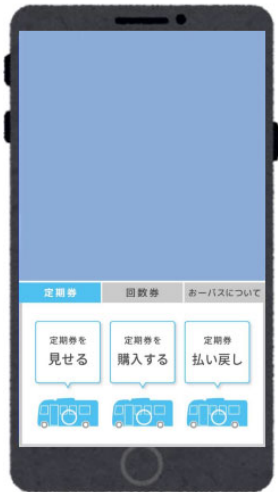 定期券
回数券
おーバスについて
定期券を
見せる
定期券を
購入する
定期券
払い戻し